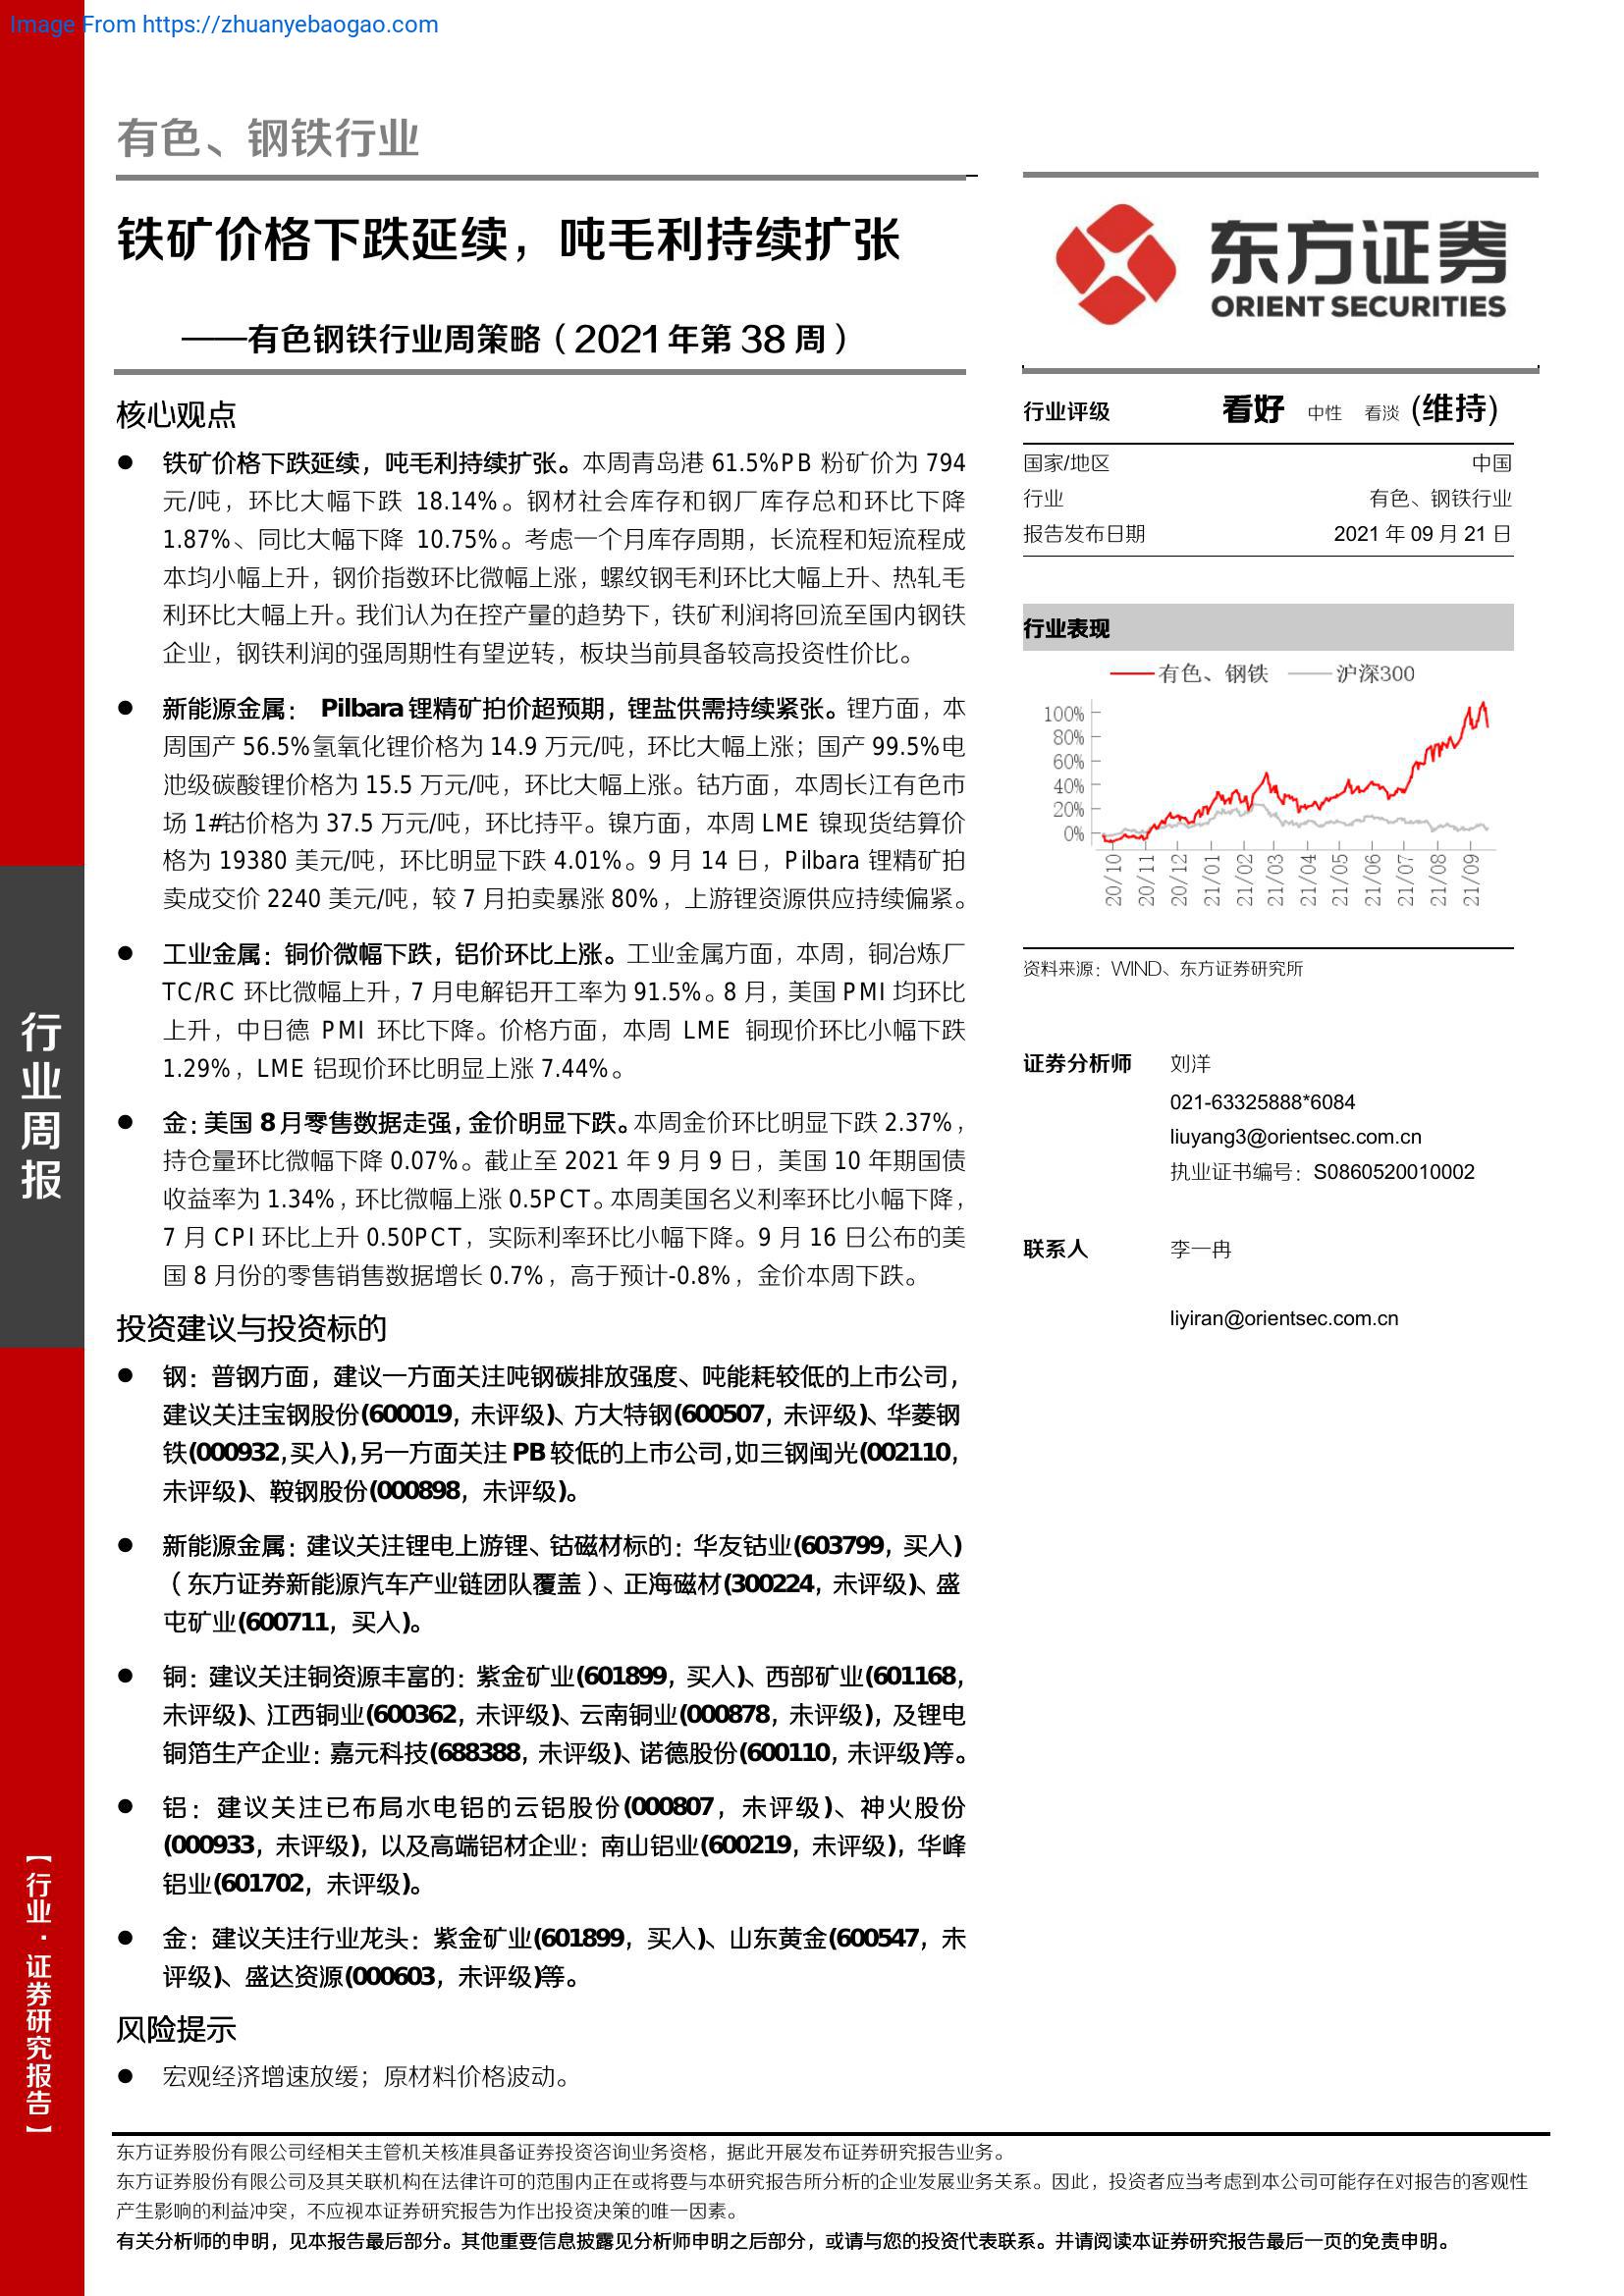 Image From https://zhuanyebaogao.com
有色、钢铁行业
铁矿价格下跌延续，吨毛利持续扩张
——有色钢铁行业周策略（2021年第38周）
核心观点
● 铁矿价格下跌延续，吨毛利持续扩张。本周青岛港 61.5%PB 粉矿价为 794
元/吨，环比大幅下跌 18.14%。钢材社会库存和钢厂库存总和环比下降
1.87%、同比大幅下降 10.75%。考虑一个月库存周期，长流程和短流程成
本均小幅上升，钢价指数环比微幅上涨，螺纹钢毛利环比大幅上升、热轧毛
利环比大幅上升。我们认为在控产量的趋势下，铁矿利润将回流至国内钢铁
企业，钢铁利润的强周期性有望逆转，板块当前具备较高投资性价比。
● 新能源金属： Pilbara 锂精矿拍价超预期，锂盐供需持续紧张。锂方面，本
周国产 56.5%氢氧化锂价格为 14.9 万元/吨，环比大幅上涨；国产 99.5%电
池级碳酸锂价格为 15.5 万元/吨，环比大幅上涨。钴方面，本周长江有色市
场 1#钴价格为 37.5 万元/吨，环比持平。镍方面，本周 LME 镍现货结算价
格为 19380 美元/吨，环比明显下跌 4.01%。9 月 14 日，Pilbara 锂精矿拍
卖成交价 2240 美元/吨，较 7 月拍卖暴涨 80%，上游锂资源供应持续偏紧。
● 工业金属：铜价微幅下跌，铝价环比上涨。工业金属方面，本周，铜冶炼厂
TC/RC 环比微幅上升，7 月电解铝开工率为 91.5%。8 月，美国 PMI 均环比
上升，中日德 PMI 环比下降。价格方面，本周 LME 铜现价环比小幅下跌
1.29%，LME 铝现价环比明显上涨 7.44%。
● 金：美国 8 月零售数据走强，金价明显下跌。本周金价环比明显下跌 2.37%，
持仓量环比微幅下降 0.07%。截止至 2021 年 9 月 9 日，美国 10 年期国债
收益率为 1.34%，环比微幅上涨 0.5PCT。本周美国名义利率环比小幅下降，
7 月 CPI 环比上升 0.50PCT，实际利率环比小幅下降。9 月 16 日公布的美
国 8 月份的零售销售数据增长 0.7%，高于预计-0.8%，金价本周下跌。
投资建议与投资标的
● 钢：普钢方面，建议一方面关注吨钢碳排放强度、吨能耗较低的上市公司，
建议关注宝钢股份(600019，未评级)、方大特钢(600507，未评级)、华菱钢
铁(000932,买入),另一方面关注 PB 较低的上市公司,如三钢闽光(002110,
未评级)、鞍钢股份(000898，未评级)。
● 新能源金属：建议关注锂电上游锂、钴磁材标的：华友钴业(603799，买入)
（东方证券新能源汽车产业链团队覆盖）、正海磁材(300224，未评级)、盛
屯矿业(600711，买入)。
● 铜：建议关注铜资源丰富的：紫金矿业(601899，买入)、西部矿业(601168,
未评级)、江西铜业(600362，未评级)、云南铜业(000878，未评级)，及锂电
铜箔生产企业：嘉元科技(688388，未评级)、诺德股份(600110，未评级)等。
● 铝：建议关注已布局水电铝的云铝股份(000807，未评级)、神火股份
(000933，未评级)，以及高端铝材企业：南山铝业(600219，未评级)，华峰
铝业(601702，未评级)。
● 金：建议关注行业龙头：紫金矿业(601899，买入)、山东黄金(600547，未
评级)、盛达资源(000603，未评级)等。
风险提示
● 宏观经济增速放缓；原材料价格波动。
东方证券
ORIENT SECURITIES
行业评级 看好 中性 看淡 (维持)
国家/地区 中国
行业 有色、钢铁行业
报告发布日期 2021 年 09 月 21 日
行业表现
有色、钢铁 沪深300
100%
80%
60%
40%
20%
0%
20/10 20/11 20/12 21/01 21/02 21/03 21/04 21/05 21/06 21/07 21/08 21/09
资料来源：WIND、东方证券研究所
证券分析师 刘洋
021-63325888*6084
liuyang3@orientsec.com.cn
执业证书编号：S0860520010002
联系人 李一冉
liyiran@orientsec.com.cn
行业周报
【行业·证券研究报告】
东方证券股份有限公司经相关主管机关核准具备证券投资咨询业务资格，据此开展发布证券研究报告业务。
东方证券股份有限公司及其关联机构在法律许可的范围内正在或将要与本研究报告所分析的企业发展业务关系。因此，投资者应当考虑到本公司可能存在对报告的客观性
产生影响的利益冲突，不应视本证券研究报告为作出投资决策的唯一因素。
有关分析师的申明，见本报告最后部分。其他重要信息披露见分析师申明之后部分，或请与您的投资代表联系。并请阅读本证券研究报告最后一页的免责申明。